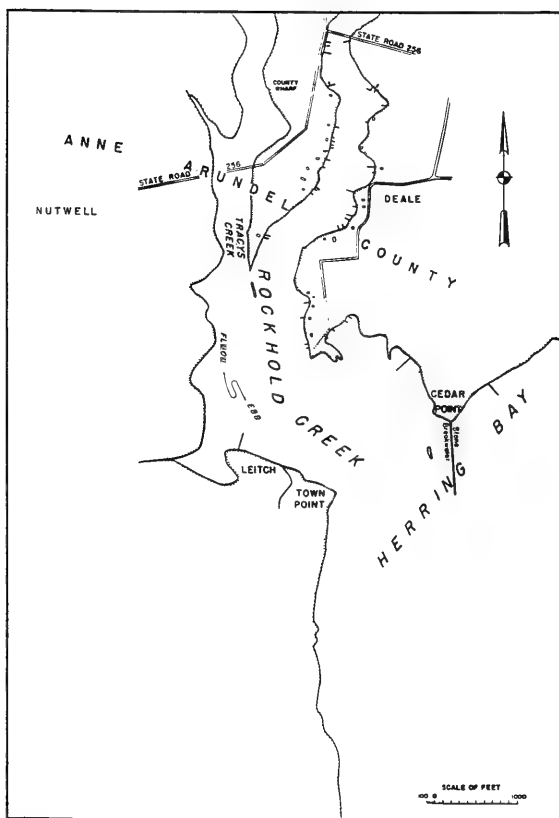 STATE ROAD 256
COUNTY
WHARF
ANNE
ARUNDEL
COUNTY
256
STATE ROAD
NUTWELL
DEALE
TRACYS
CREEK
ROCKHOLD CREEK
FLOOD
EBB
CEDAR
POINT
Stone
Breakwater
HERRING BAY
LEITCH
TOWN
POINT
SCALE OF FEET
100 0 1000